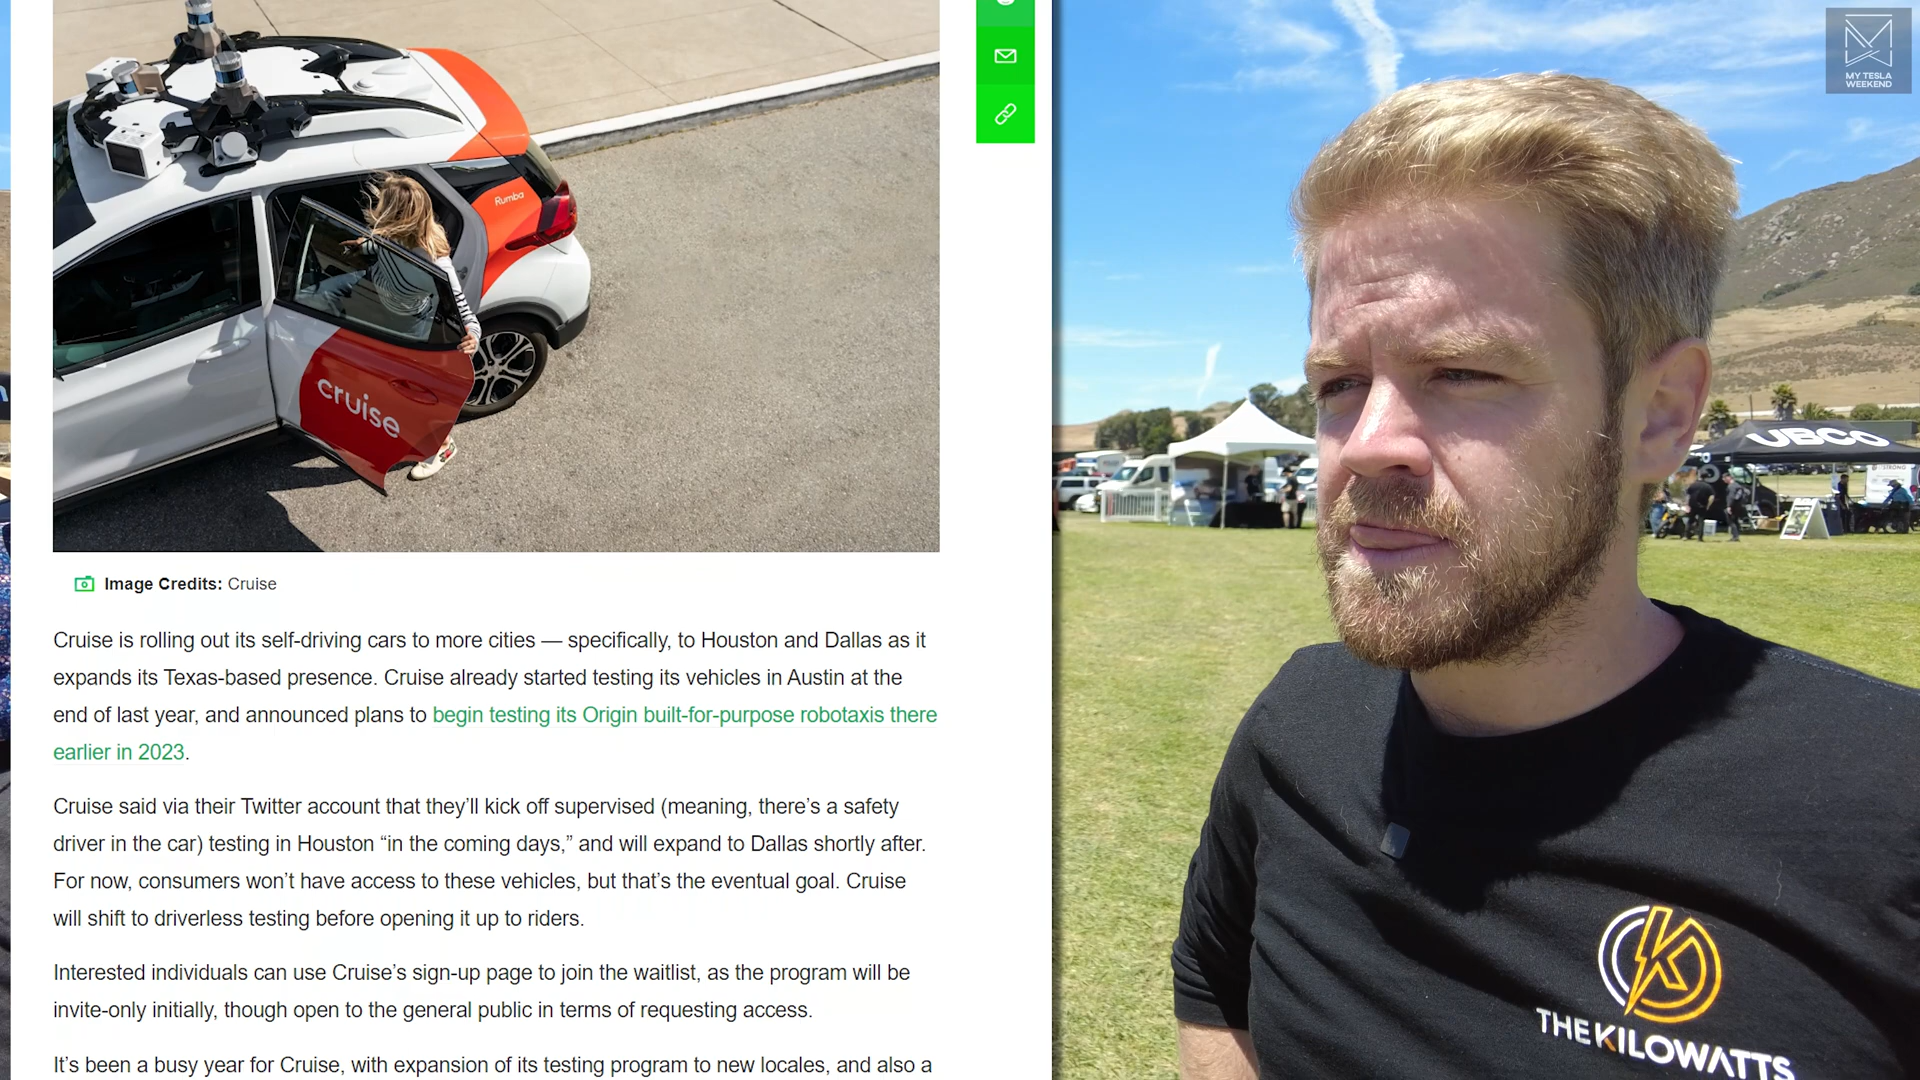 Rumba
cruise
Image Credits: Cruise
Cruise is rolling out its self-driving cars to more cities — specifically, to Houston and Dallas as it
expands its Texas-based presence. Cruise already started testing its vehicles in Austin at the
end of last year, and announced plans to begin testing its Origin built-for-purpose robotaxis there
earlier in 2023.
Cruise said via their Twitter account that they’ll kick off supervised (meaning, there’s a safety
driver in the car) testing in Houston “in the coming days,” and will expand to Dallas shortly after.
For now, consumers won’t have access to these vehicles, but that’s the eventual goal. Cruise
will shift to driverless testing before opening it up to riders.
Interested individuals can use Cruise’s sign-up page to join the waitlist, as the program will be
invite-only initially, though open to the general public in terms of requesting access.
It’s been a busy year for Cruise, with expansion of its testing program to new locales, and also a
MY TESLA
WEEKEND
UBCO
STRONG
THEKILOWATTS